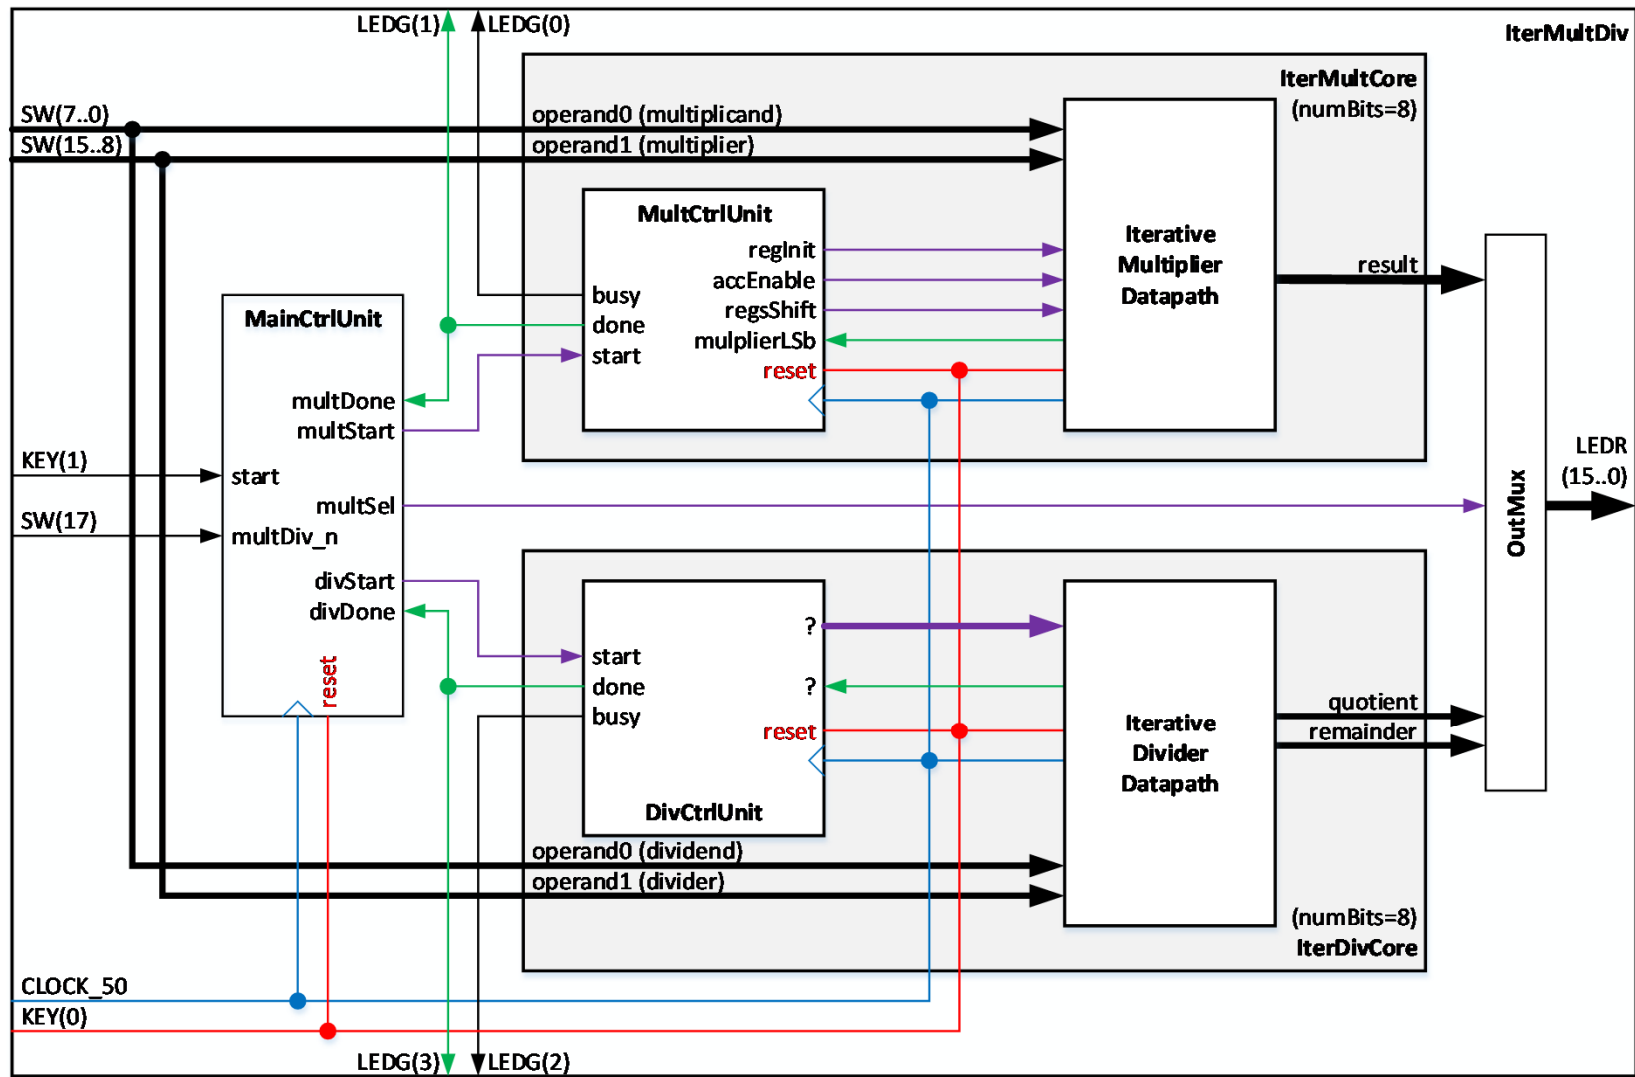 LEDG(1)
LEDG(0)
IterMultDiv
IterMultCore
(numBits=8)
SW(7..0)
operand0 (multiplicand)
SW(15..8)
operand1 (multiplier)
MultCtrlUnit
regInit
accEnable
regsShift
mulplierLSb
reset
busy
done
start
Iterative
Multiplier
Datapath
result
MainCtrlUnit
multDone
multStart
KEY(1)
start
multSel
SW(17)
multDiv_n
divStart
divDone
reset
LEDR
(15..0)
OutMux
?
start
done
?
busy
reset
DivCtrlUnit
Iterative
Divider
Datapath
quotient
remainder
operand0 (dividend)
operand1 (divider)
(numBits=8)
IterDivCore
CLOCK_50
KEY(0)
LEDG(3)
LEDG(2)